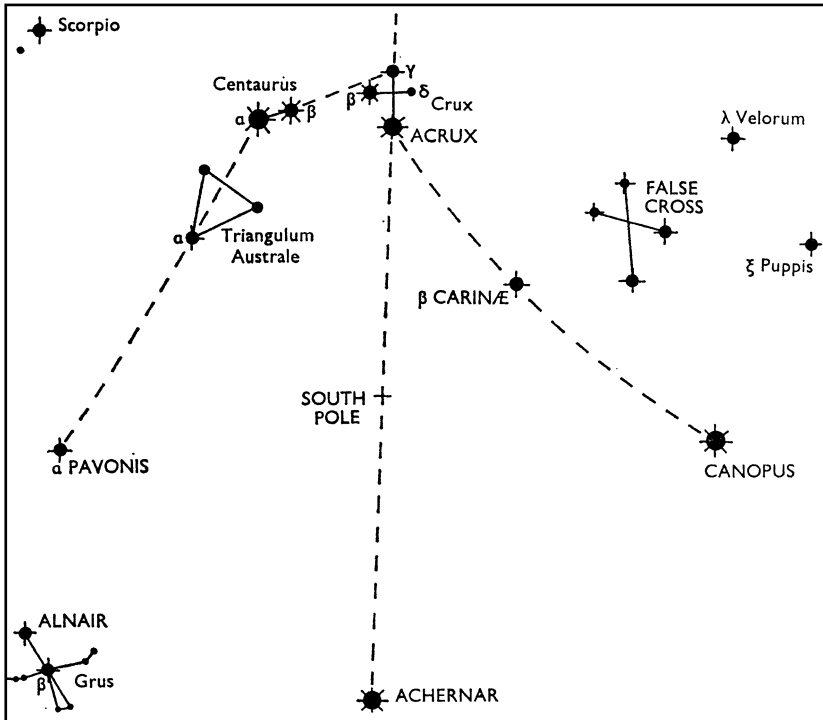 Scorpio
Centaurus
α
β
γ
β
δ
Crux
ACRUX
λ Velorum
FALSE
CROSS
α
Triangulum
Australe
ξ Puppis
β CARINÆ
SOUTH
POLE
α PAVONIS
CANOPUS
ALNAIR
β
Grus
ACHERNAR